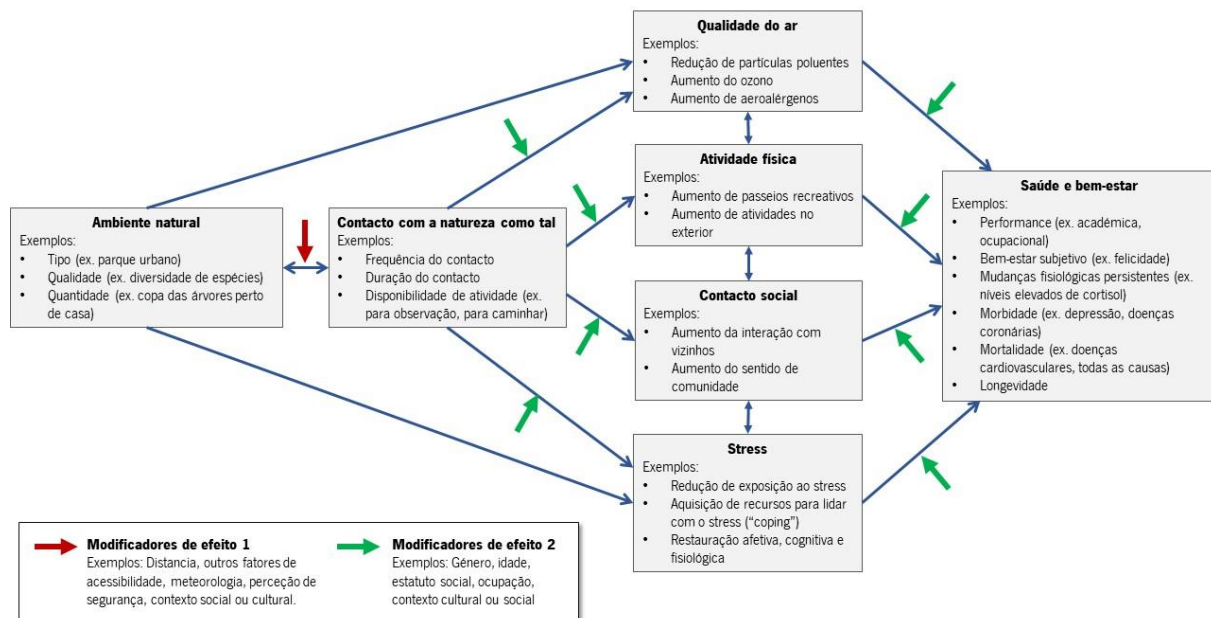 Qualidade do ar
Exemplos:
• Redução de partículas poluentes
• Aumento do ozono
• Aumento de aeroalérgenos
Atividade física
Exemplos:
• Aumento de passeios recreativos
• Aumento de atividades no
exterior
Ambiente natural
Exemplos:
• Tipo (ex. parque urbano)
• Qualidade (ex. diversidade de espécies)
• Quantidade (ex. copa das árvores perto
de casa)
Contacto com a natureza como tal
Exemplos:
• Frequência do contacto
• Duração do contacto
• Disponibilidade de atividade (ex.
para observação, para caminhar)
Contacto social
Exemplos:
• Aumento da interação com
vizinhos
• Aumento do sentido de
comunidade
Saúde e bem-estar
Exemplos:
• Performance (ex. académica,
ocupacional)
• Bem-estar subjetivo (ex. felicidade)
• Mudanças fisiológicas persistentes (ex.
níveis elevados de cortisol)
• Morbidade (ex. depressão, doenças
coronárias)
• Mortalidade (ex. doenças
cardiovasculares, todas as causas)
• Longevidade
Stress
Exemplos:
• Redução de exposição ao stress
• Aquisição de recursos para lidar
com o stress (“coping”)
• Restauração afetiva, cognitiva e
fisiológica
Modificadores de efeito 1
Exemplos: Distancia, outros fatores de
acessibilidade, meteorologia, perceção de
segurança, contexto social ou cultural.
Modificadores de efeito 2
Exemplos: Género, idade,
estatuto social, ocupação,
contexto cultural ou social